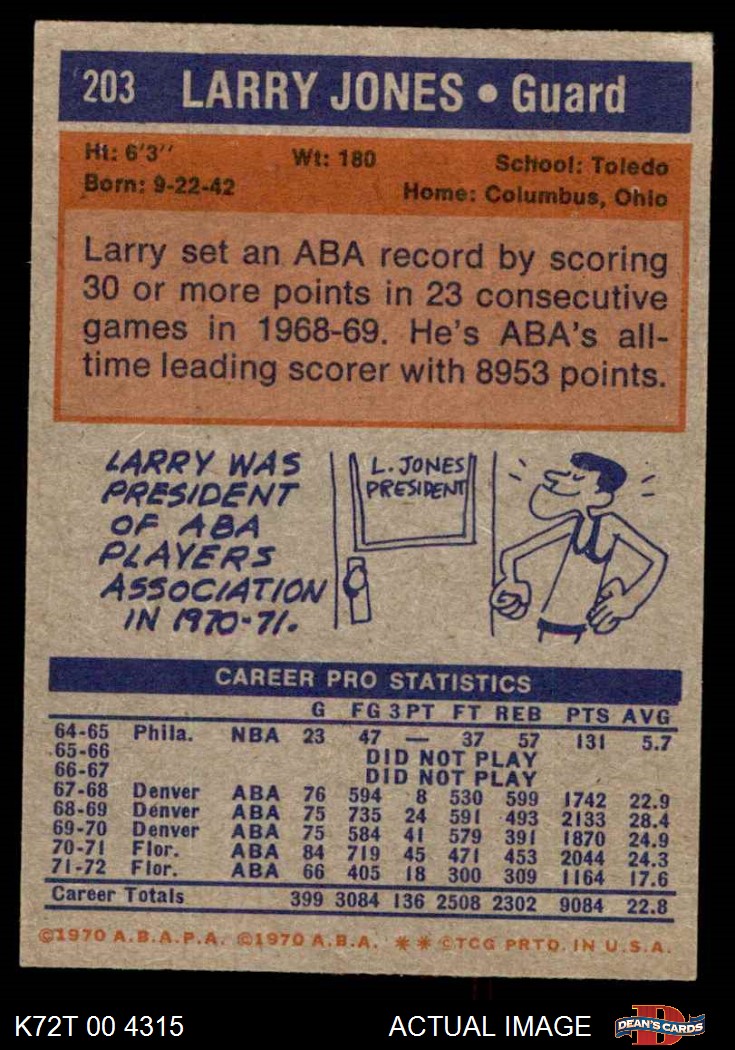 203 LARRY JONES • Guard
Ht: 6'3'' Wt: 180 School: Toledo
Born: 9-22-42 Home: Columbus, Ohio
Larry set an ABA record by scoring
30 or more points in 23 consecutive
games in 1968-69. He's ABA's all-
time leading scorer with 8953 points.
LARRY WAS
PRESIDENT
OF ABA
PLAYERS
ASSOCIATION
IN 1970-71.
L. JONES
PRESIDENT
CAREER PRO STATISTICS
G FG 3PT FT REB PTS AVG
64-65 Phila. NBA 23 47 — 37 57 131 5.7
65-66 DID NOT PLAY
66-67 DID NOT PLAY
67-68 Denver ABA 76 594 8 530 599 1742 22.9
68-69 Denver ABA 75 735 24 591 493 2133 28.4
69-70 Denver ABA 75 584 41 579 391 1870 24.9
70-71 Flor. ABA 84 719 45 471 453 2044 24.3
71-72 Flor. ABA 66 405 18 300 309 1164 17.6
Career Totals 399 3084 136 2508 2302 9084 22.8
©1970 A.B.A.P.A. ©1970 A.B.A. ** ©TCG PRTD. IN U.S.A.
K72T 00 4315 ACTUAL IMAGE D DEAN'S CARDS